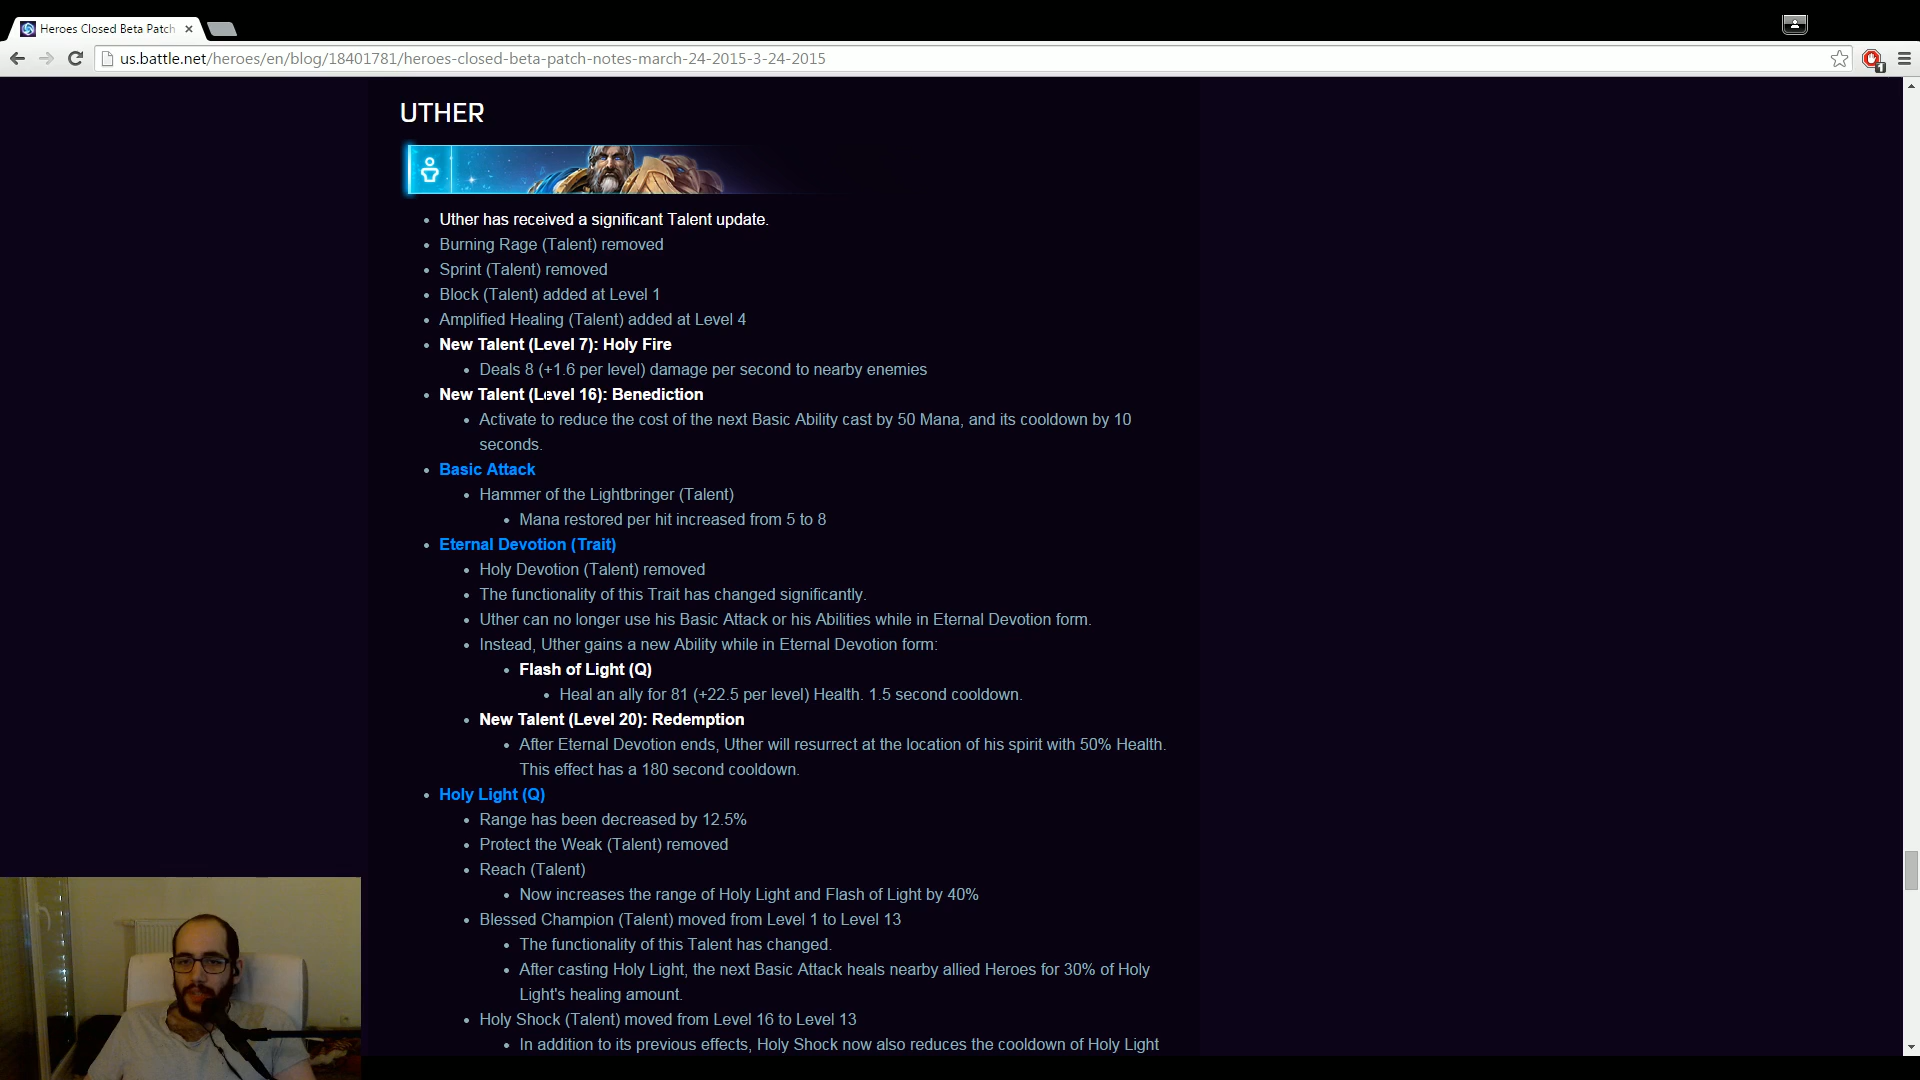 Heroes Closed Beta Patch
us.battle.net/heroes/en/blog/18401781/heroes-closed-beta-patch-notes-march-24-2015-3-24-2015
1
UTHER
Uther has received a significant Talent update.
Burning Rage (Talent) removed
Sprint (Talent) removed
Block (Talent) added at Level 1
Amplified Healing (Talent) added at Level 4
New Talent (Level 7): Holy Fire
Deals 8 (+1.6 per level) damage per second to nearby enemies
New Talent (Level 16): Benediction
Activate to reduce the cost of the next Basic Ability cast by 50 Mana, and its cooldown by 10
seconds.
Basic Attack
Hammer of the Lightbringer (Talent)
Mana restored per hit increased from 5 to 8
Eternal Devotion (Trait)
Holy Devotion (Talent) removed
The functionality of this Trait has changed significantly.
Uther can no longer use his Basic Attack or his Abilities while in Eternal Devotion form.
Instead, Uther gains a new Ability while in Eternal Devotion form:
Flash of Light (Q)
Heal an ally for 81 (+22.5 per level) Health. 1.5 second cooldown.
New Talent (Level 20): Redemption
After Eternal Devotion ends, Uther will resurrect at the location of his spirit with 50% Health.
This effect has a 180 second cooldown.
Holy Light (Q)
Range has been decreased by 12.5%
Protect the Weak (Talent) removed
Reach (Talent)
Now increases the range of Holy Light and Flash of Light by 40%
Blessed Champion (Talent) moved from Level 1 to Level 13
The functionality of this Talent has changed.
After casting Holy Light, the next Basic Attack heals nearby allied Heroes for 30% of Holy
Light's healing amount.
Holy Shock (Talent) moved from Level 16 to Level 13
In addition to its previous effects, Holy Shock now also reduces the cooldown of Holy Light